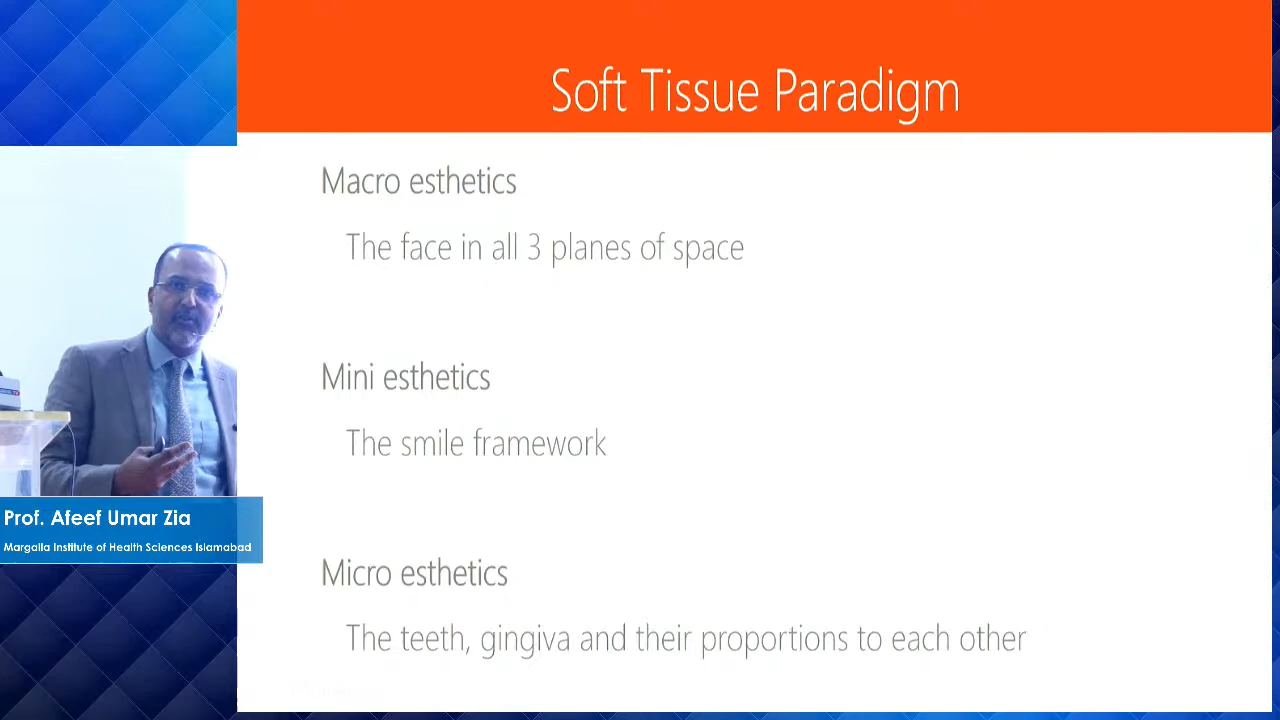 Soft Tissue Paradigm
Macro esthetics
The face in all 3 planes of space
Mini esthetics
The smile framework
Micro esthetics
The teeth, gingiva and their proportions to each other
Prof. Afeef Umar Zia
Margalla Institute of Health Sciences Islamabad